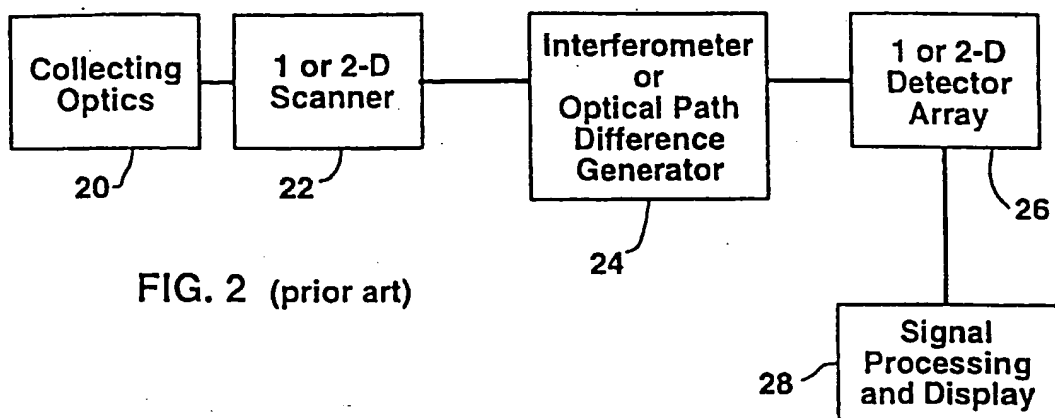 Collecting
Optics
20
1 or 2-D
Scanner
22
Interferometer
or
Optical Path
Difference
Generator
24
1 or 2-D
Detector
Array
26
Signal
Processing
and Display
28
FIG. 2 (prior art)